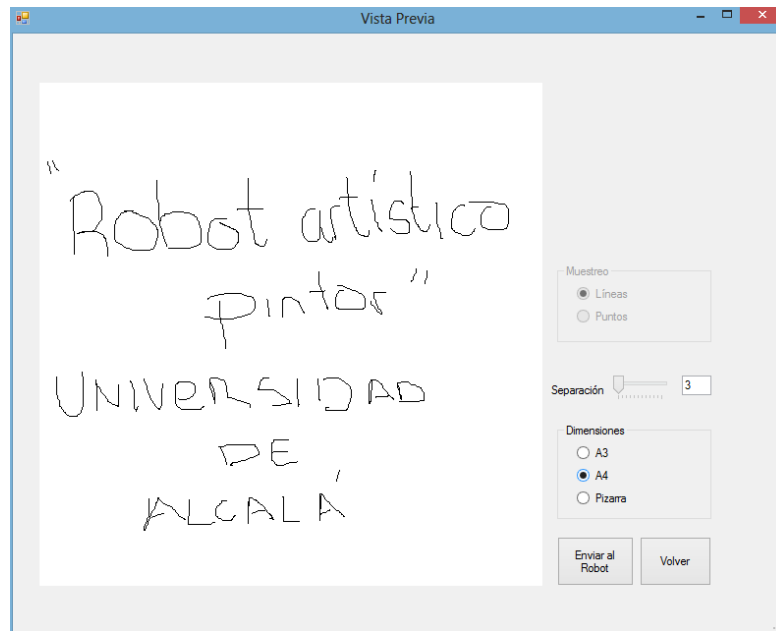 Vista Previa
"Robot artístico
pintor"
UNIVERSIDAD
DE
ALCALÁ
Muestreo
Líneas
Puntos
Separación 3
Dimensiones
A3
A4
Pizarra
Enviar al
Robot
Volver